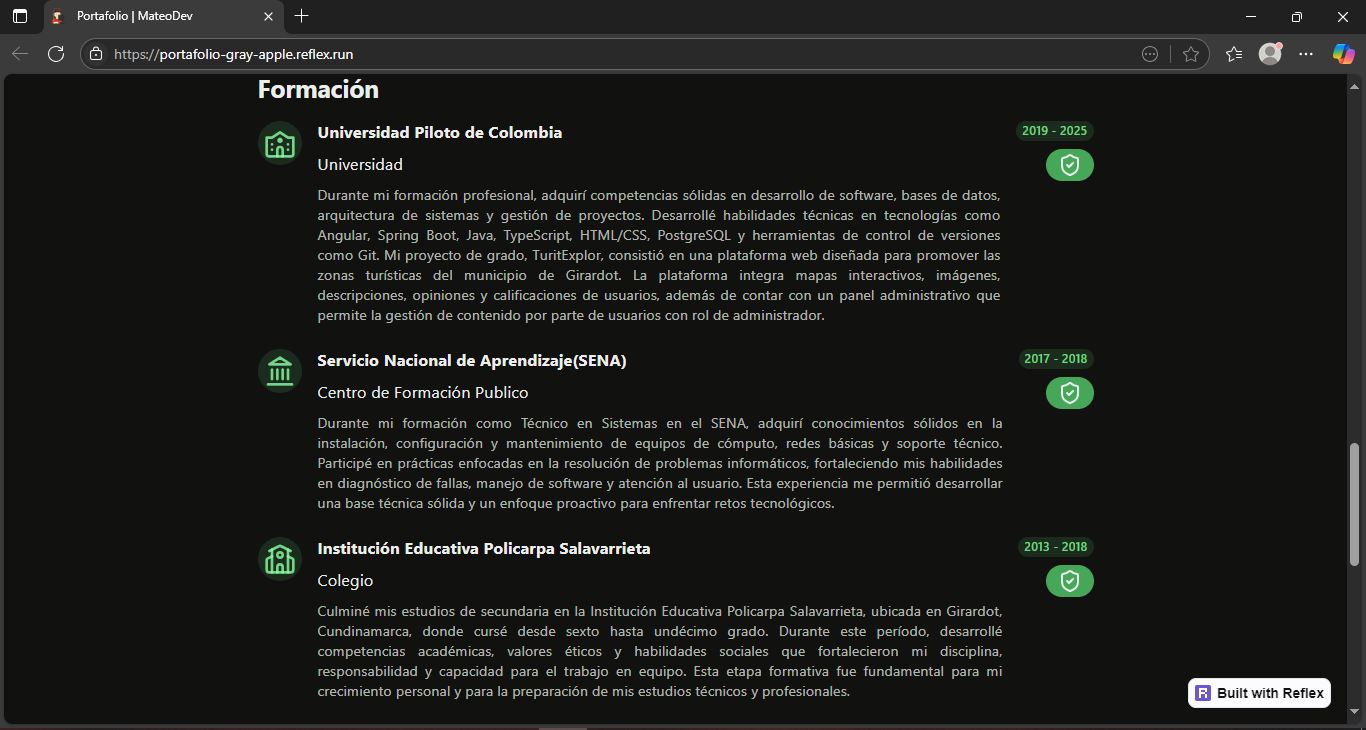 Portafolio | MateoDev
https://portafolio-gray-apple.reflex.run
Formación
Universidad Piloto de Colombia
2019 - 2025
Universidad
Durante mi formación profesional, adquirí competencias sólidas en desarrollo de software, bases de datos,
arquitectura de sistemas y gestión de proyectos. Desarrollé habilidades técnicas en tecnologías como
Angular, Spring Boot, Java, TypeScript, HTML/CSS, PostgreSQL y herramientas de control de versiones
como Git. Mi proyecto de grado, TuritExplor, consistió en una plataforma web diseñada para promover las
zonas turísticas del municipio de Girardot. La plataforma integra mapas interactivos, imágenes,
descripciones, opiniones y calificaciones de usuarios, además de contar con un panel administrativo que
permite la gestión de contenido por parte de usuarios con rol de administrador.
Servicio Nacional de Aprendizaje(SENA)
2017 - 2018
Centro de Formación Publico
Durante mi formación como Técnico en Sistemas en el SENA, adquirí conocimientos sólidos en la
instalación, configuración y mantenimiento de equipos de cómputo, redes básicas y soporte técnico.
Participé en prácticas enfocadas en la resolución de problemas informáticos, fortaleciendo mis habilidades
en diagnóstico de fallas, manejo de software y atención al usuario. Esta experiencia me permitió desarrollar
una base técnica sólida y un enfoque proactivo para enfrentar retos tecnológicos.
Institución Educativa Policarpa Salavarrieta
2013 - 2018
Colegio
Culminé mis estudios de secundaria en la Institución Educativa Policarpa Salavarrieta, ubicada en Girardot,
Cundinamarca, donde cursé desde sexto hasta undécimo grado. Durante este período, desarrollé
competencias académicas, valores éticos y habilidades sociales que fortalecieron mi disciplina,
responsabilidad y capacidad para el trabajo en equipo. Esta etapa formativa fue fundamental para mi
crecimiento personal y para la preparación de mis estudios técnicos y profesionales.
Built with Reflex